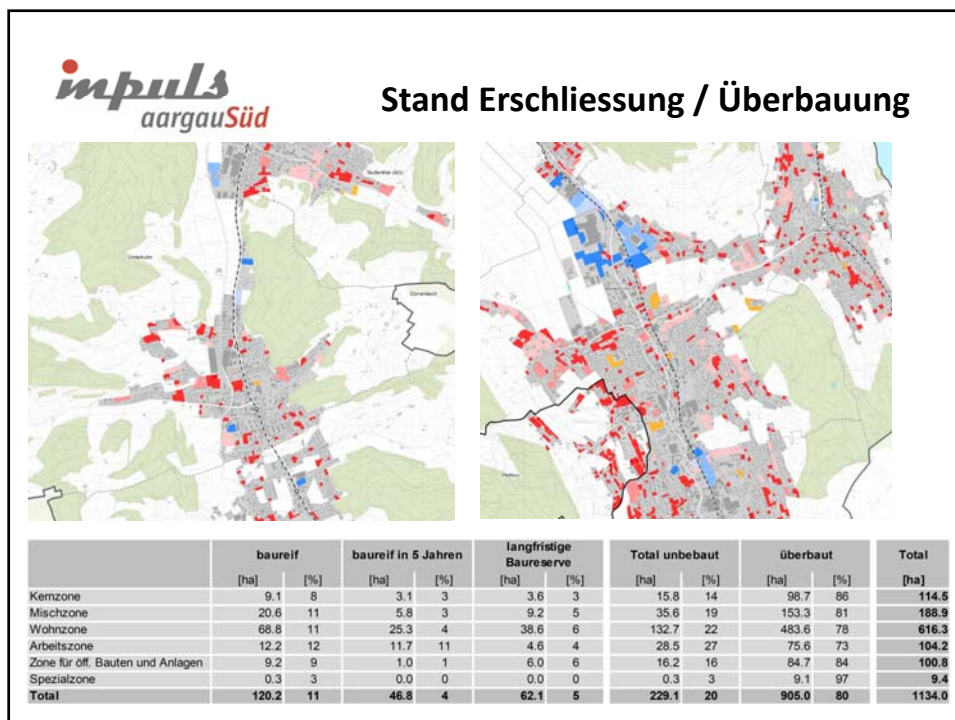 impuls
aargauSüd
Stand Erschliessung / Überbauung
Teufenthal (AG)
Unterkulm
Dürrenäsch
baureif baureif in 5 Jahren langfristige Baureserve Total unbebaut überbaut Total
[ha] [%] [ha] [%] [ha] [%] [ha] [%] [ha] [%] [ha]
Kernzone 9.1 8 3.1 3 3.6 3 15.8 14 98.7 86 114.5
Mischzone 20.6 11 5.8 3 9.2 5 35.6 19 153.3 81 188.9
Wohnzone 68.8 11 25.3 4 38.6 6 132.7 22 483.6 78 616.3
Arbeitszone 12.2 12 11.7 11 4.6 4 28.5 27 75.6 73 104.2
Zone für öff. Bauten und Anlagen 9.2 9 1.0 1 6.0 6 16.2 16 84.7 84 100.8
Spezialzone 0.3 3 0.0 0 0.0 0 0.3 3 9.1 97 9.4
Total 120.2 11 46.8 4 62.1 5 229.1 20 905.0 80 1134.0